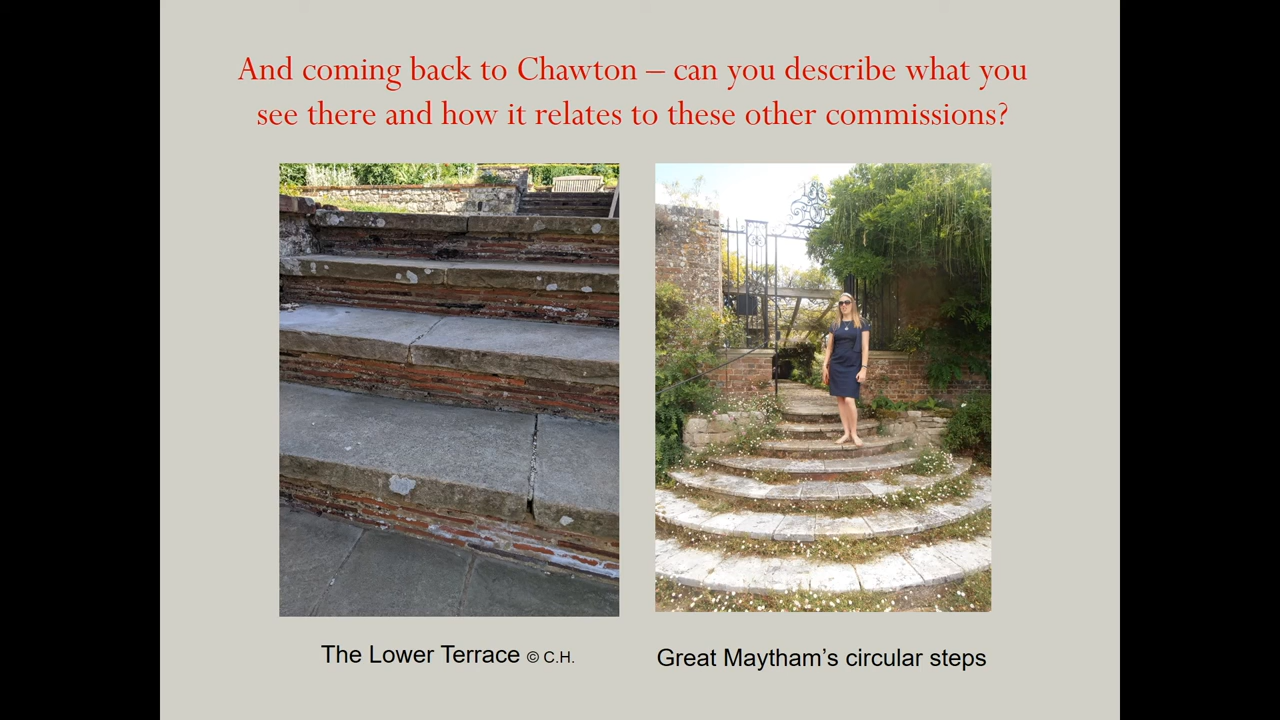 And coming back to Chawton – can you describe what you
see there and how it relates to these other commissions?
The Lower Terrace © C.H.
Great Maytham’s circular steps